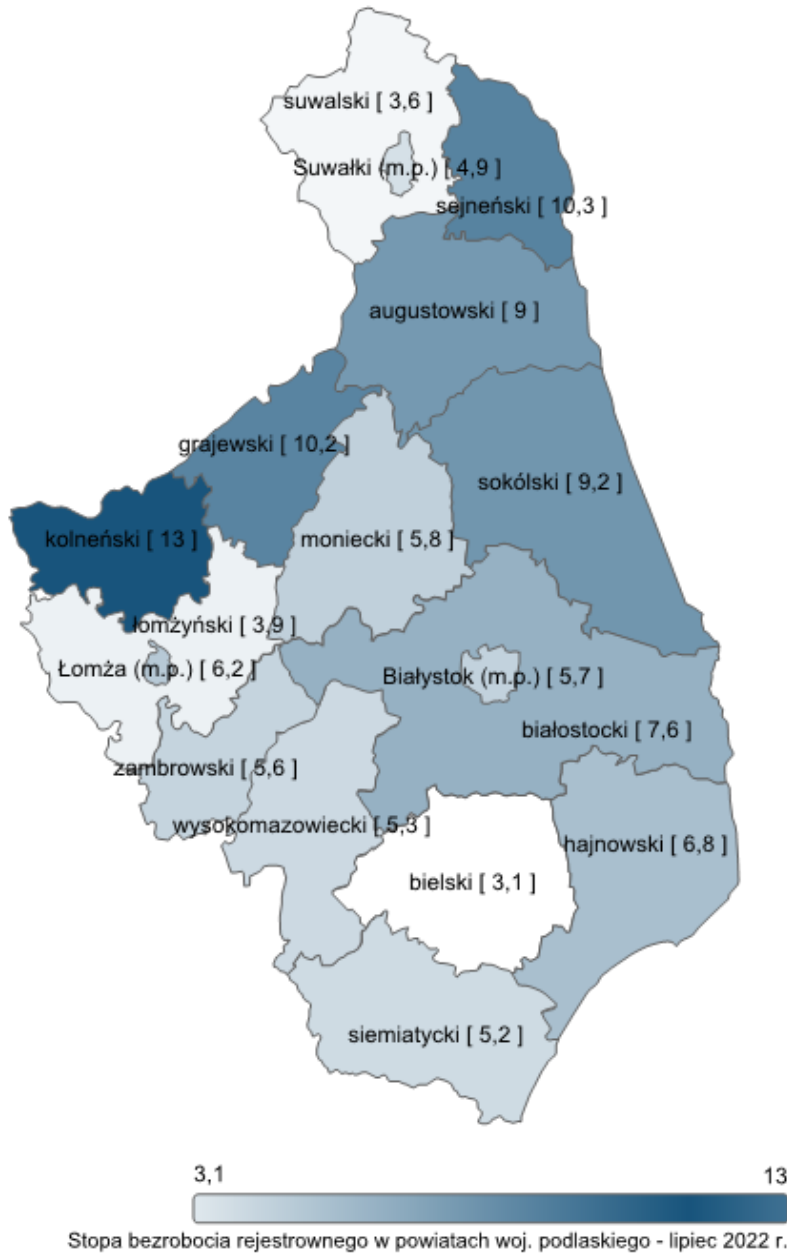 suwalski [ 3,6 ]
Suwałki (m.p.) [ 4,9 ]
sejneński [ 10,3 ]
augustowski [ 9 ]
grajewski [ 10,2 ]
sokólski [ 9,2 ]
kolneński [ 13 ]
moniecki [ 5,8 ]
łomżyński [ 3,9 ]
Łomża (m.p.) [ 6,2 ]
Białystok (m.p.) [ 5,7 ]
białostocki [ 7,6 ]
zambrowski [ 5,6 ]
wysokomazowiecki [ 5,3 ]
hajnowski [ 6,8 ]
bielski [ 3,1 ]
siemiatycki [ 5,2 ]
3,1 13
Stopa bezrobocia rejestrownego w powiatach woj. podlaskiego - lipiec 2022 r.